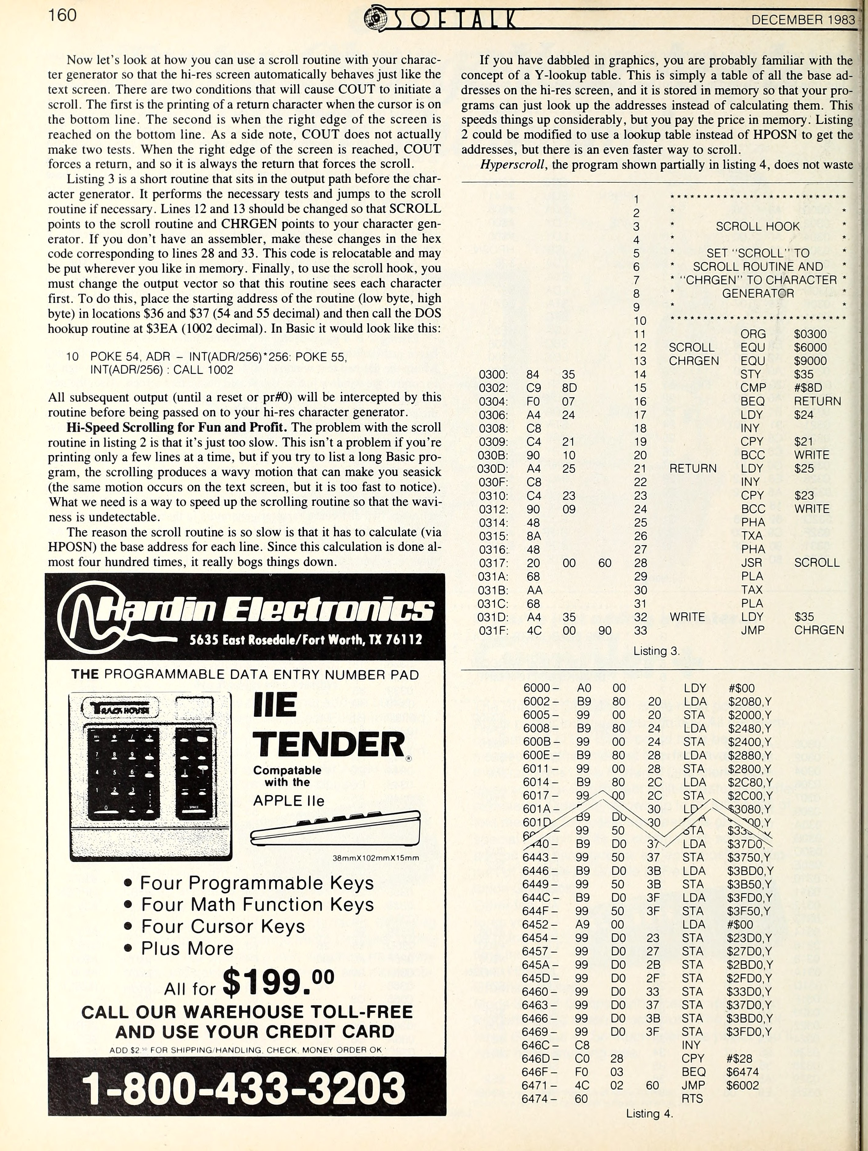 160
SOFTALK
DECEMBER 1983
Now let's look at how you can use a scroll routine with your charac-
ter generator so that the hi-res screen automatically behaves just like the
text screen. There are two conditions that will cause COUT to initiate a
scroll. The first is the printing of a return character when the cursor is on
the bottom line. The second is when the right edge of the screen is
reached on the bottom line. As a side note, COUT does not actually
make two tests. When the right edge of the screen is reached, COUT
forces a return, and so it is always the return that forces the scroll.
Listing 3 is a short routine that sits in the output path before the char-
acter generator. It performs the necessary tests and jumps to the scroll
routine if necessary. Lines 12 and 13 should be changed so that SCROLL
points to the scroll routine and CHRGEN points to your character gen-
erator. If you don't have an assembler, make these changes in the hex
code corresponding to lines 28 and 33. This code is relocatable and may
be put wherever you like in memory. Finally, to use the scroll hook, you
must change the output vector so that this routine sees each character
first. To do this, place the starting address of the routine (low byte, high
byte) in locations $36 and $37 (54 and 55 decimal) and then call the DOS
hookup routine at $3EA (1002 decimal). In Basic it would look like this:
10 POKE 54, ADR – INT(ADR/256)*256: POKE 55,
INT(ADR/256) : CALL 1002
All subsequent output (until a reset or pr#0) will be intercepted by this
routine before being passed on to your hi-res character generator.
Hi-Speed Scrolling for Fun and Profit. The problem with the scroll
routine in listing 2 is that it's just too slow. This isn't a problem if you're
printing only a few lines at a time, but if you try to list a long Basic pro-
gram, the scrolling produces a wavy motion that can make you seasick
(the same motion occurs on the text screen, but it is too fast to notice).
What we need is a way to speed up the scrolling routine so that the wavi-
ness is undetectable.
The reason the scroll routine is so slow is that it has to calculate (via
HPOSN) the base address for each line. Since this calculation is done al-
most four hundred times, it really bogs things down.
Hardin Electronics
5635 East Rosedale/Fort Worth, TX 76112
THE PROGRAMMABLE DATA ENTRY NUMBER PAD
TRACKHOUSE
IIE
TENDER®
Compatable
with the
APPLE IIe
38mmX102mmX15mm
• Four Programmable Keys
• Four Math Function Keys
• Four Cursor Keys
• Plus More
All for $199.00
CALL OUR WAREHOUSE TOLL-FREE
AND USE YOUR CREDIT CARD
ADD $2 FOR SHIPPING/HANDLING. CHECK, MONEY ORDER OK
1-800-433-3203
If you have dabbled in graphics, you are probably familiar with the
concept of a Y-lookup table. This is simply a table of all the base ad-
dresses on the hi-res screen, and it is stored in memory so that your pro-
grams can just look up the addresses instead of calculating them. This
speeds things up considerably, but you pay the price in memory. Listing
2 could be modified to use a lookup table instead of HPOSN to get the
addresses, but there is an even faster way to scroll.
Hyperscroll, the program shown partially in listing 4, does not waste
1 **************************
2 * *
3 * SCROLL HOOK *
4 * *
5 * SET "SCROLL" TO *
6 * SCROLL ROUTINE AND *
7 * "CHRGEN" TO CHARACTER *
8 * GENERATOR *
9 * *
10 **************************
11 ORG $0300
12 SCROLL EQU $6000
13 CHRGEN EQU $9000
0300: 84 35 14 STY $35
0302: C9 8D 15 CMP #$8D
0304: F0 07 16 BEQ RETURN
0306: A4 24 17 LDY $24
0308: C8 18 INY
0309: C4 21 19 CPY $21
030B: 90 10 20 BCC WRITE
030D: A4 25 21 RETURN LDY $25
030F: C8 22 INY
0310: C4 23 23 CPY $23
0312: 90 09 24 BCC WRITE
0314: 48 25 PHA
0315: 8A 26 TXA
0316: 48 27 PHA
0317: 20 00 60 28 JSR SCROLL
031A: 68 29 PLA
031B: AA 30 TAX
031C: 68 31 PLA
031D: A4 35 32 WRITE LDY $35
031F: 4C 00 90 33 JMP CHRGEN
Listing 3.
6000– A0 00 LDY #$00
6002– B9 80 20 LDA $2080,Y
6005– 99 00 20 STA $2000,Y
6008– B9 80 24 LDA $2480,Y
600B– 99 00 24 STA $2400,Y
600E– B9 80 28 LDA $2880,Y
6011– 99 00 28 STA $2800,Y
6014– B9 80 2C LDA $2C80,Y
6017– 99 00 2C STA $2C00,Y
601A– 30 $3080,Y
601D B9 D0 30
99 50 STA
B9 D0 37 LDA $37D0
6443– 99 50 37 STA $3750,Y
6446– B9 D0 3B LDA $3BD0,Y
6449– 99 50 3B STA $3B50,Y
644C– B9 D0 3F LDA $3FD0,Y
644F– 99 50 3F STA $3F50,Y
6452– A9 00 LDA #$00
6454– 99 D0 23 STA $23D0,Y
6457– 99 D0 27 STA $27D0,Y
645A– 99 D0 2B STA $2BD0,Y
645D– 99 D0 2F STA $2FD0,Y
6460– 99 D0 33 STA $33D0,Y
6463– 99 D0 37 STA $37D0,Y
6466– 99 D0 3B STA $3BD0,Y
6469– 99 D0 3F STA $3FD0,Y
646C– C8 INY
646D– C0 28 CPY #$28
646F– F0 03 BEQ $6474
6471– 4C 02 60 JMP $6002
6474– 60 RTS
Listing 4.